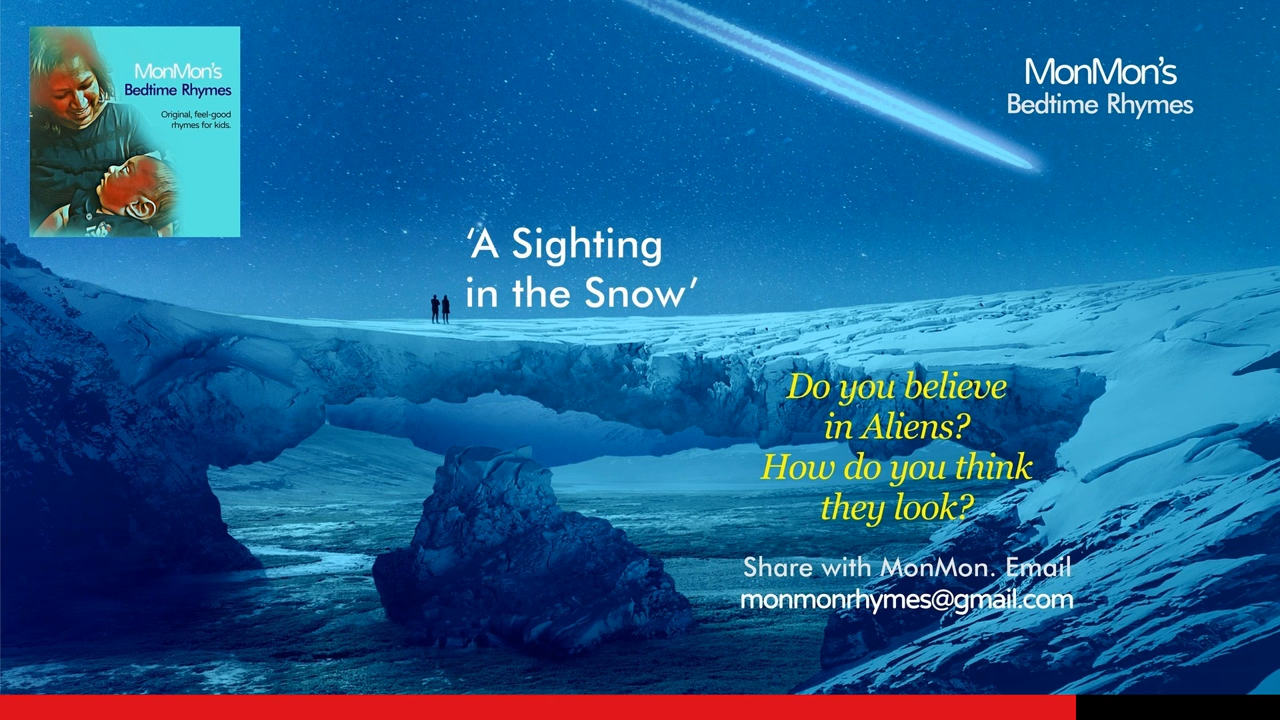 MonMon's
Bedtime Rhymes
Original, feel-good
rhymes for kids.
MonMon's
Bedtime Rhymes
‘A Sighting
in the Snow’
Do you believe
in Aliens?
How do you think
they look?
Share with MonMon. Email
monmonrhymes@gmail.com